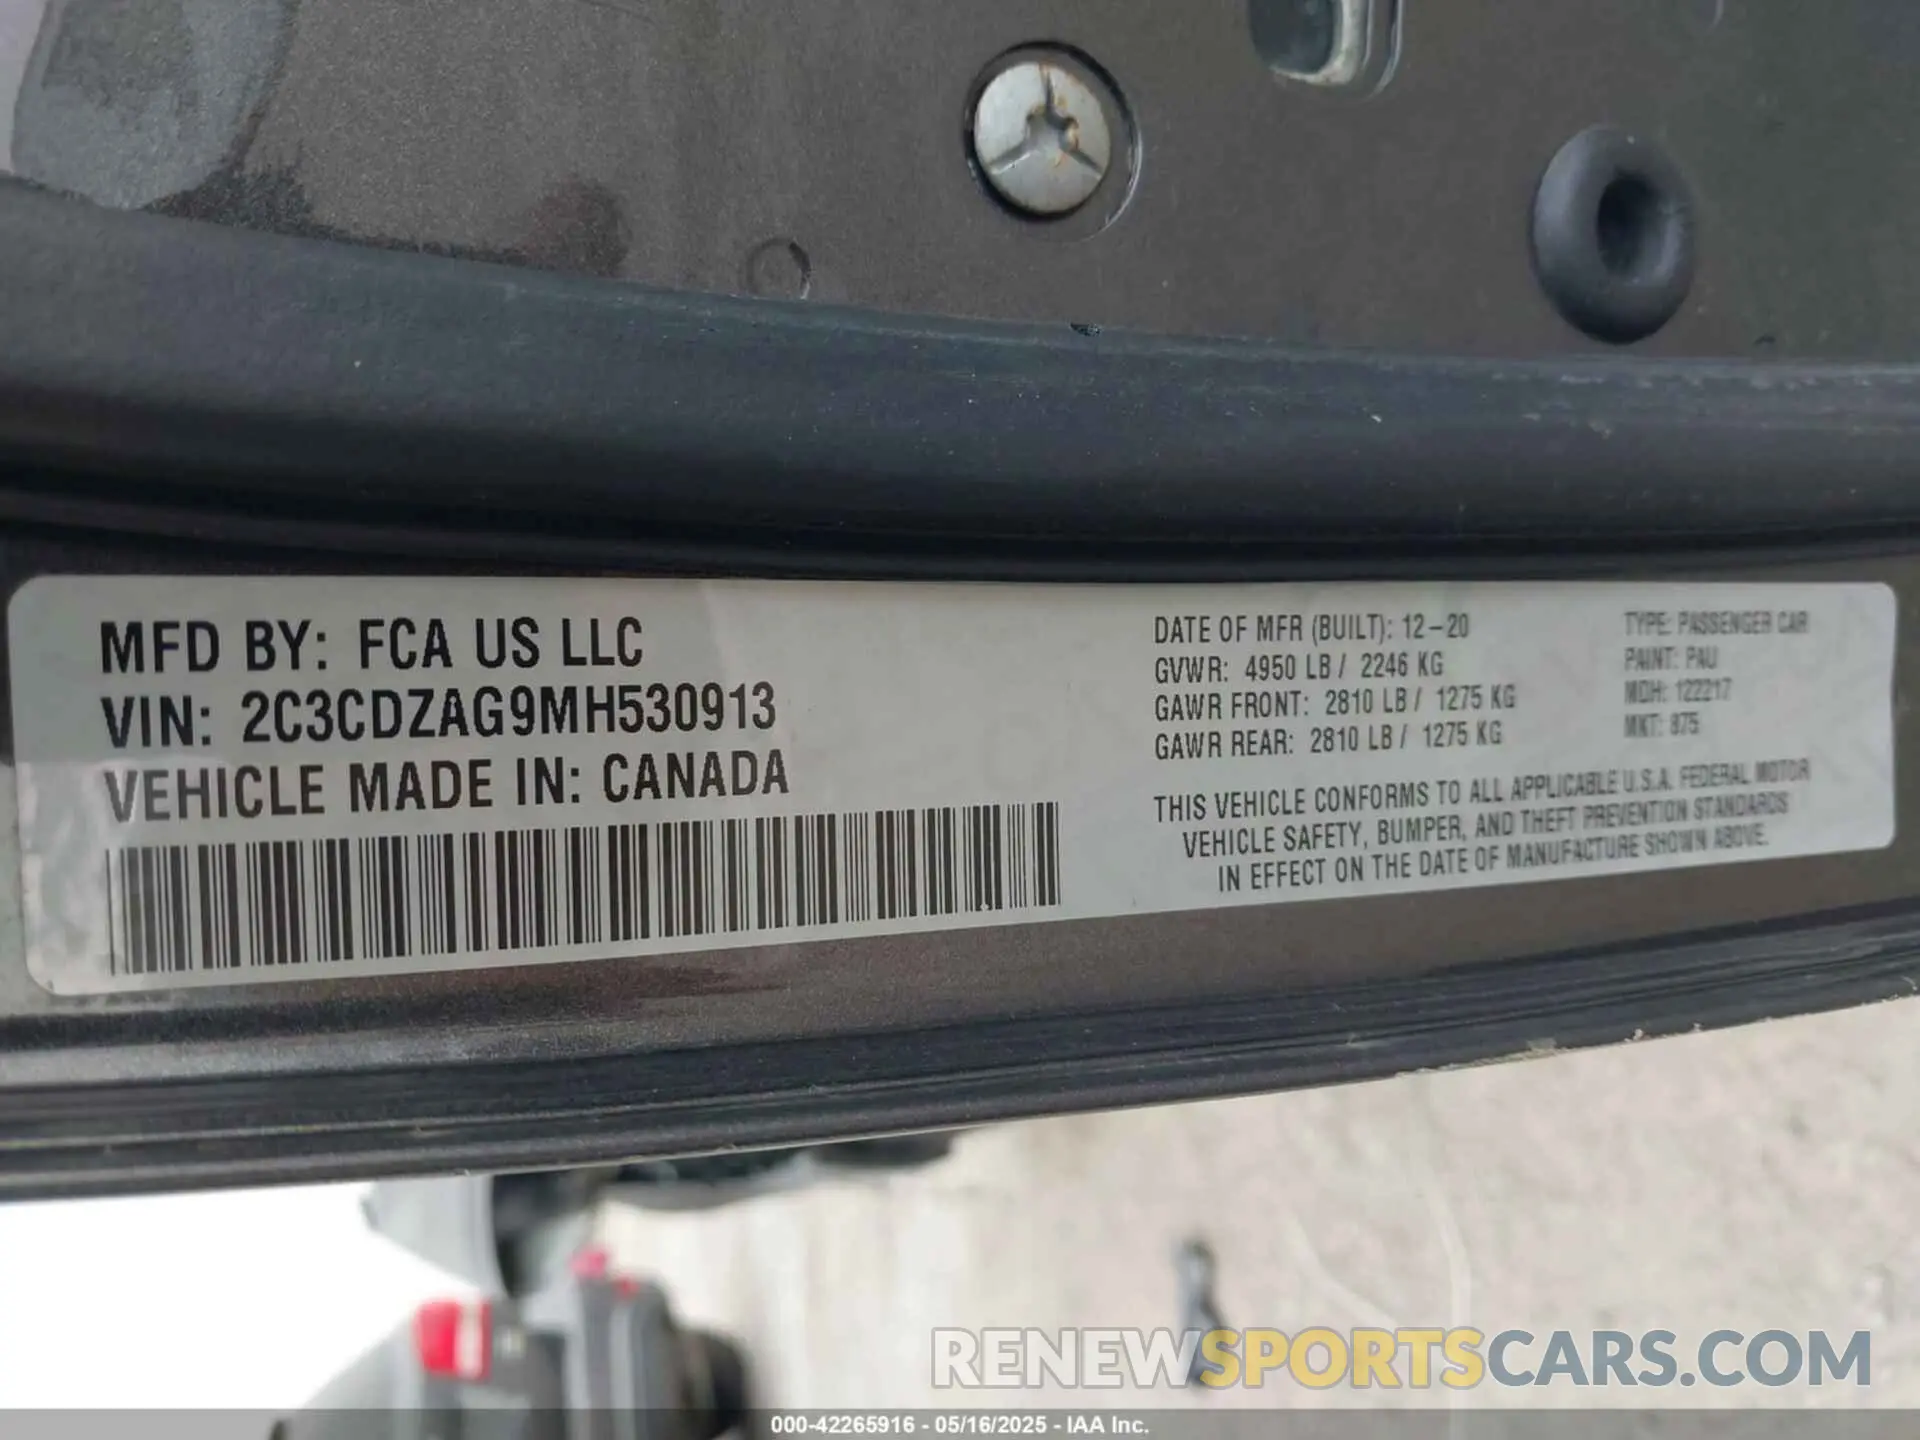 MFD BY: FCA US LLC
VIN: 2C3CDZAG9MH530913
VEHICLE MADE IN: CANADA
DATE OF MFR (BUILT): 12-20
GVWR: 4950 LB / 2246 KG
GAWR FRONT: 2810 LB / 1275 KG
GAWR REAR: 2810 LB / 1275 KG
TYPE: PASSENGER CAR
PAINT: PAU
MDH: 122217
MKT: 875
THIS VEHICLE CONFORMS TO ALL APPLICABLE U.S.A. FEDERAL MOTOR
VEHICLE SAFETY, BUMPER, AND THEFT PREVENTION STANDARDS
IN EFFECT ON THE DATE OF MANUFACTURE SHOWN ABOVE.
RENEWSPORTSCARS.COM
000-42265916 - 05/16/2025 - IAA Inc.